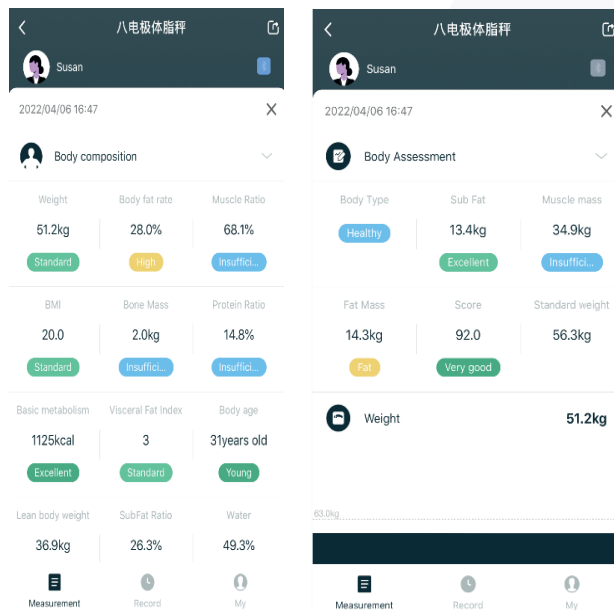 八电极体脂秤
Susan
2022/04/06 16:47
Body composition
Weight Body fat rate Muscle Ratio
51.2kg 28.0% 68.1%
Standard High Insuffici...
BMI Bone Mass Protein Ratio
20.0 2.0kg 14.8%
Standard Insuffici... Insuffici...
Basic metabolism Visceral Fat Index Body age
1125kcal 3 31years old
Excellent Standard Young
Lean body weight SubFat Ratio Water
36.9kg 26.3% 49.3%
Measurement Record My
八电极体脂秤
Susan
2022/04/06 16:47
Body Assessment
Body Type Sub Fat Muscle mass
Healthy 13.4kg 34.9kg
Excellent Insuffici...
Fat Mass Score Standard weight
14.3kg 92.0 56.3kg
Fat Very good
Weight 51.2kg
63.0kg
Measurement Record My